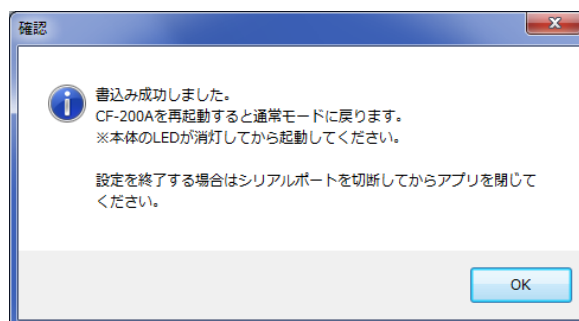 確認
書込み成功しました。
CF-200Aを再起動すると通常モードに戻ります。
※本体のLEDが消灯してから起動してください。
設定を終了する場合はシリアルポートを切断してからアプリを閉じて
ください。
OK